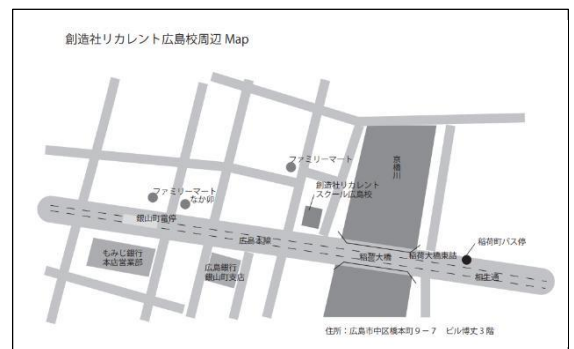 創造社リカレント広島校周辺 Map
ファミリーマート
京橋川
創造社リカレント
スクール広島校
ファミリーマート
なか卯
銀山町電停
広島本線
稲荷町バス停
稲荷大橋東詰
稲荷大橋
相生通
もみじ銀行
本店営業部
広島銀行
銀山町支店
住所：広島市中区橋本町９－７　ビル博丈３階